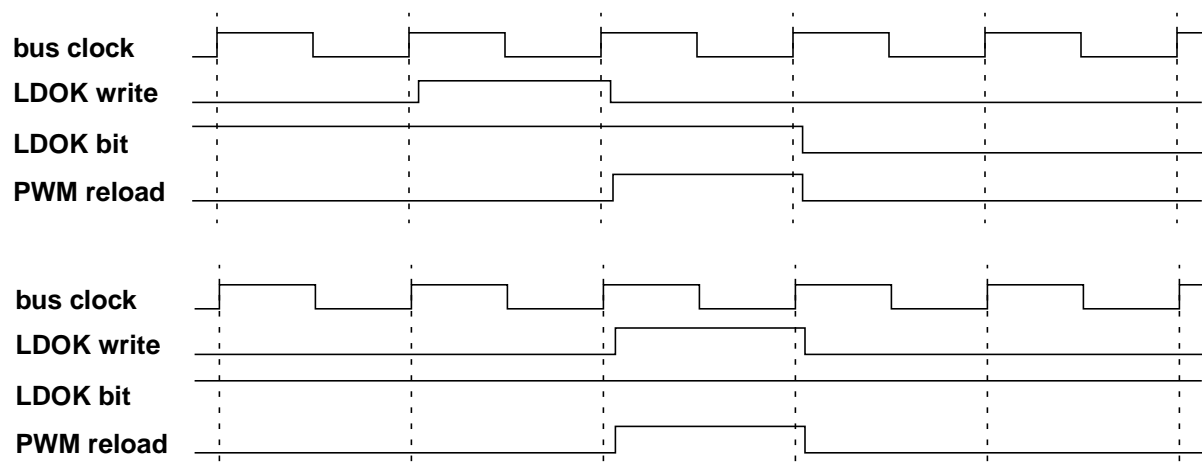 bus clock
LDOK write
LDOK bit
PWM reload
bus clock
LDOK write
LDOK bit
PWM reload